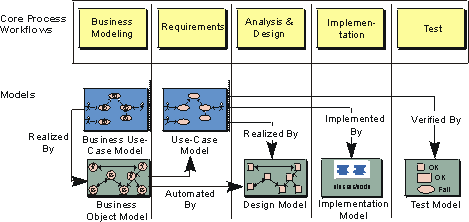 Core Process
Workflows
Business
Modeling
Requirements
Analysis &
Design
Implemen-
tation
Test
Models
Realized
By
Business Use-
Case Model
Use-Case
Model
Realized By
Implemented
By
Verified By
Business
Object Model
Automated
By
Design Model
Implementation
Model
OK
OK
Fail
Test Model